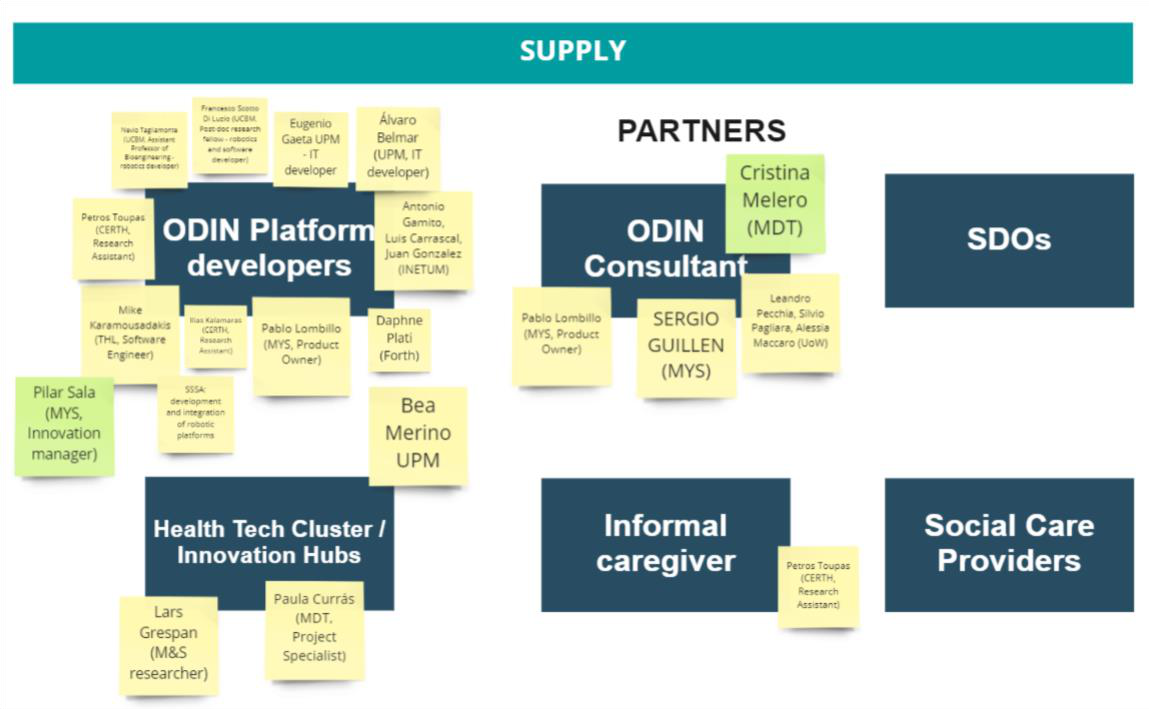 SUPPLY
PARTNERS
Nevio Tagliamonte
(UCBM, Assistant
Professor of
Bioengineering -
robotics developer)
Francesco Scotto
Di Luzio (UCBM,
Post-doc research
fellow - robotics
and software
developer)
Eugenio
Gaeta UPM
- IT
developer
Álvaro
Belmar
(UPM, IT
developer)
Petros Toupas
(CERTH,
Research
Assistant)
ODIN Platform
developers
Antonio
Gamito,
Luis Carrascal,
Juan Gonzalez
(INETUM)
Mike
Karamousadakis
(THL, Software
Engineer)
Ilias Kalamaras
(CERTH,
Research
Assistant)
Pablo Lombillo
(MYS, Product
Owner)
Daphne
Plati
(Forth)
Pilar Sala
(MYS,
Innovation
manager)
SSSA:
development
and integration
of robotic
platforms
Bea
Merino
UPM
ODIN
Consultant
Cristina
Melero
(MDT)
Pablo Lombillo
(MYS, Product
Owner)
SERGIO
GUILLEN
(MYS)
Leandro
Pecchia, Silvio
Pagliara, Alessia
Maccaro (UoW)
SDOs
Health Tech Cluster /
Innovation Hubs
Lars
Grespan
(M&S
researcher)
Paula Currás
(MDT,
Project
Specialist)
Informal
caregiver
Petros Toupas
(CERTH,
Research
Assistant)
Social Care
Providers